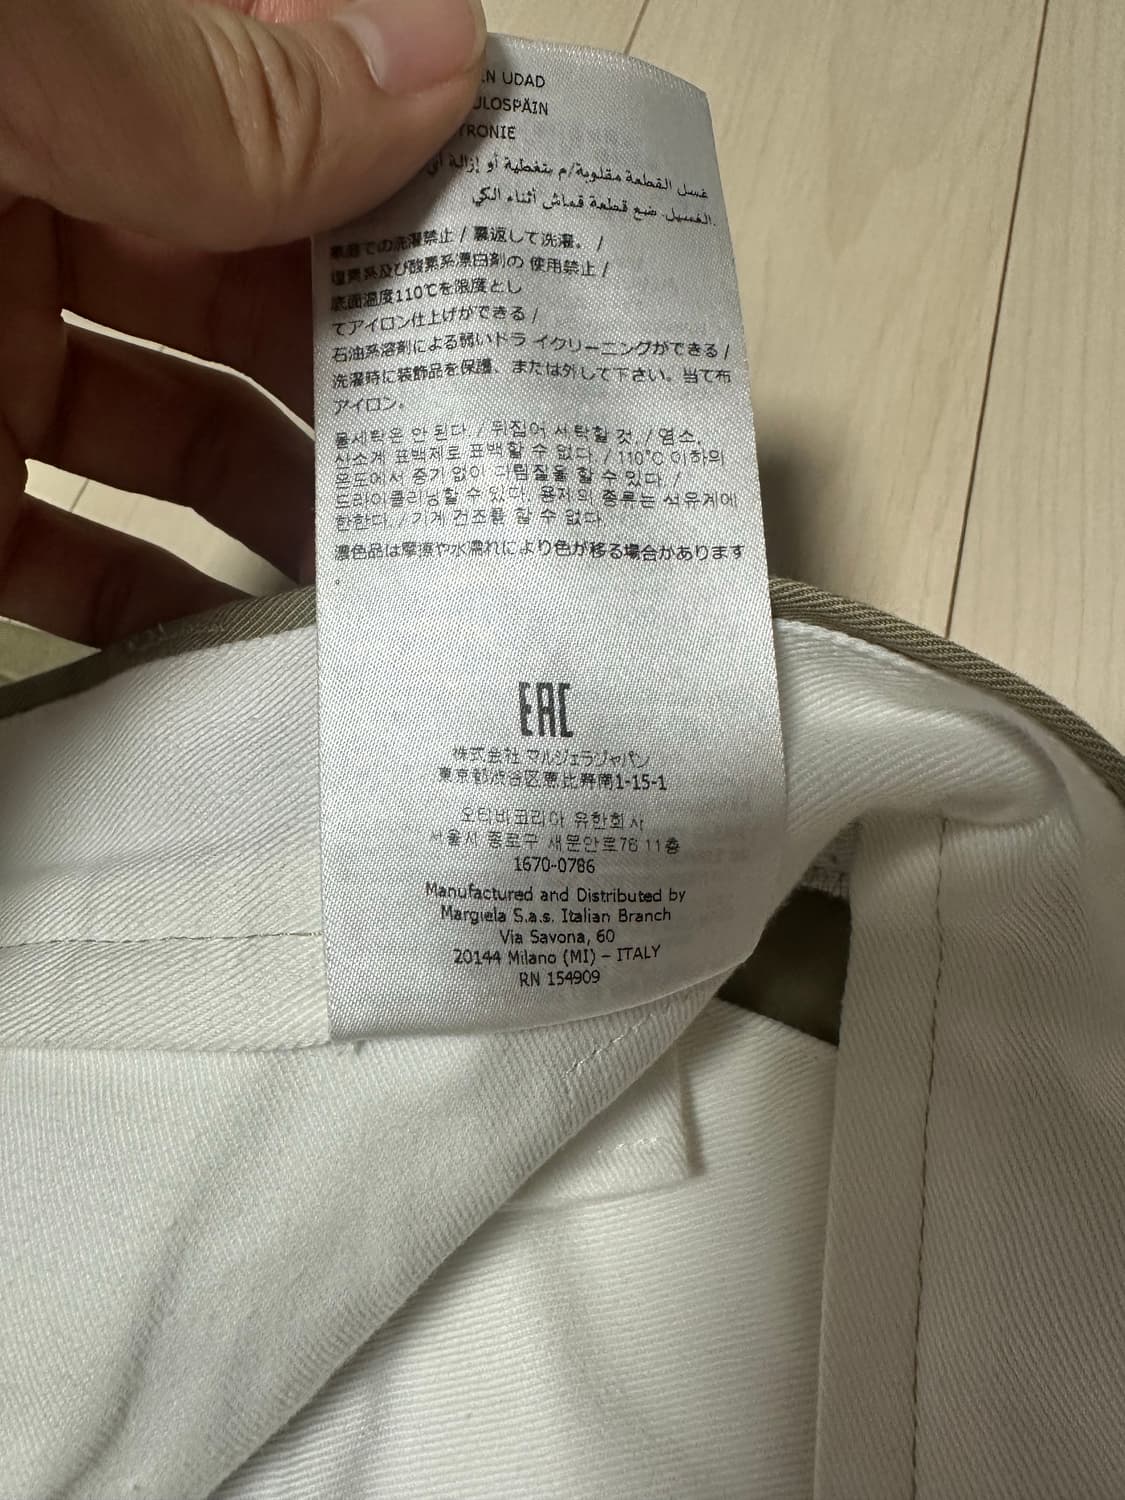 UDAD
غسل القطعة مقلوبة/م بتغطية أو إزالة أي
الغسيل. ضع قطعة قماش أثناء الكي.
家庭での洗濯禁止 / 裏返して洗濯。 /
塩素系及び酸素系漂白剤の 使用禁止 /
底面温度110℃を限度とし
てアイロン仕上げができる /
石油系溶剤による弱いドラ イクリーニングができる /
洗濯時に装飾品を保護、または外して下さい。当て布
アイロン。
물세탁은 안 된다 / 뒤집어 세탁할 것. / 염소,
산소계 표백제로 표백할 수 없다. / 110℃ 이하의
온도에서 증기 없이 다림질을 할 수 있다. /
드라이클리닝할 수 있다. 용제의 종류는 석유계에
한한다. / 기계 건조를 할 수 없다.
濃色品は摩擦や水濡れにより色が移る場合があります
。
EAC
株式会社 マルジェラジャパン
東京都渋谷区恵比寿南1-15-1
오티비코리아 유한회사
서울시 종로구 새문안로76 11층
1670-0786
Manufactured and Distributed by
Margiela S.a.s. Italian Branch
Via Savona, 60
20144 Milano (MI) – ITALY
RN 154909